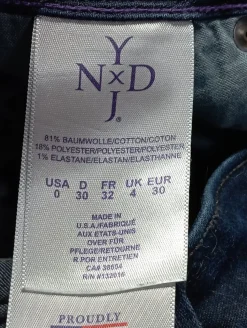 Y
N x D
J ®
81% BAUMWOLLE/COTTON/COTON
18% POLYESTER/POLYESTER/POLYESTER
1% ELASTANE/ELASTAN/ELASTHANNE
USA D FR UK EUR
0 30 32 4 30
MADE IN
U.S.A./FABRIQUÉ
AUX ÉTATS-UNIS
OVER FÜR
PFLEGE/RETOURNE
R POR ENTRETIEN
CA# 38654
R/N #132016
PROUDLY